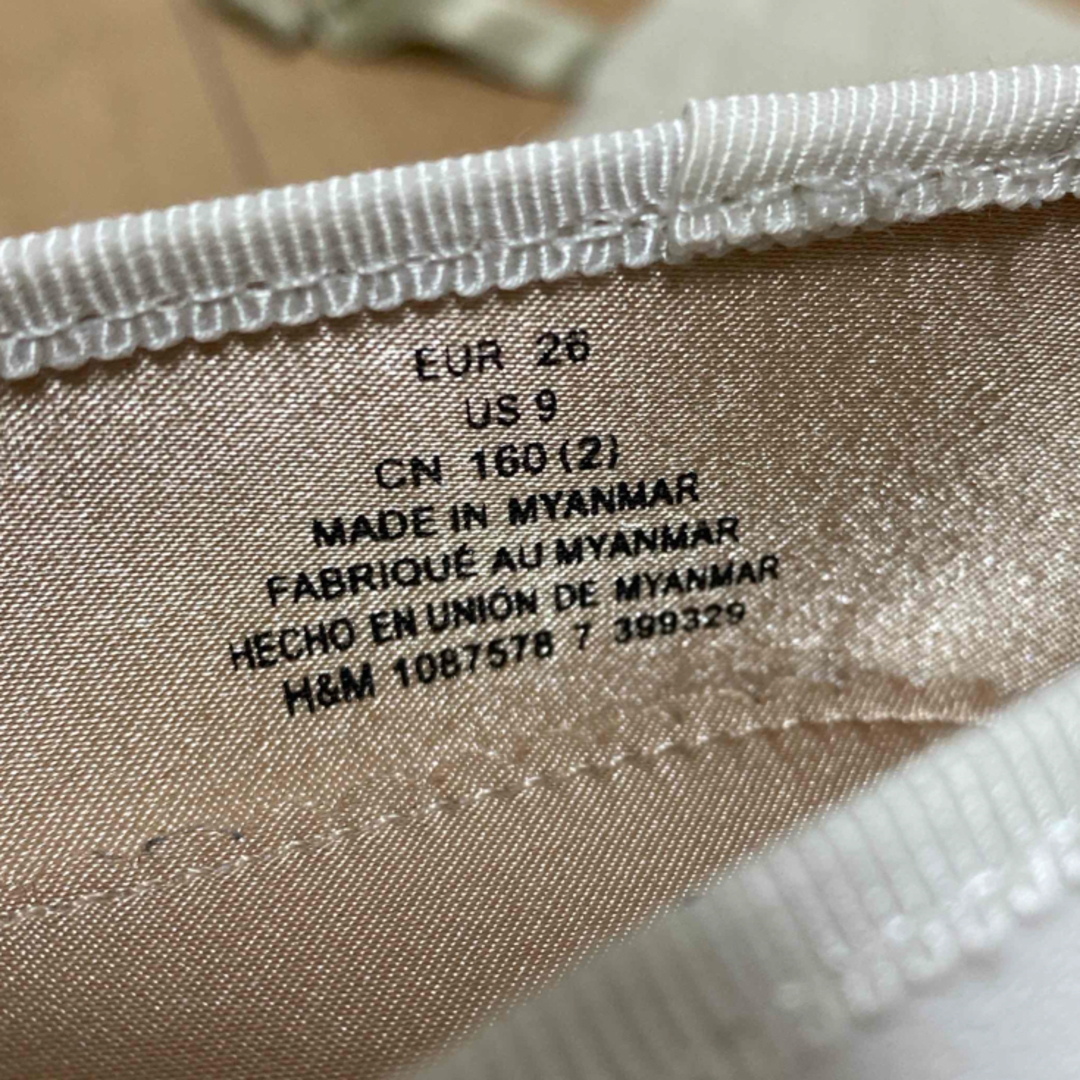 EUR 26
US 9
CN 160(2)
MADE IN MYANMAR
FABRIQUÉ AU MYANMAR
HECHO EN UNIÓN DE MYANMAR
H&M 1087578 7 399329